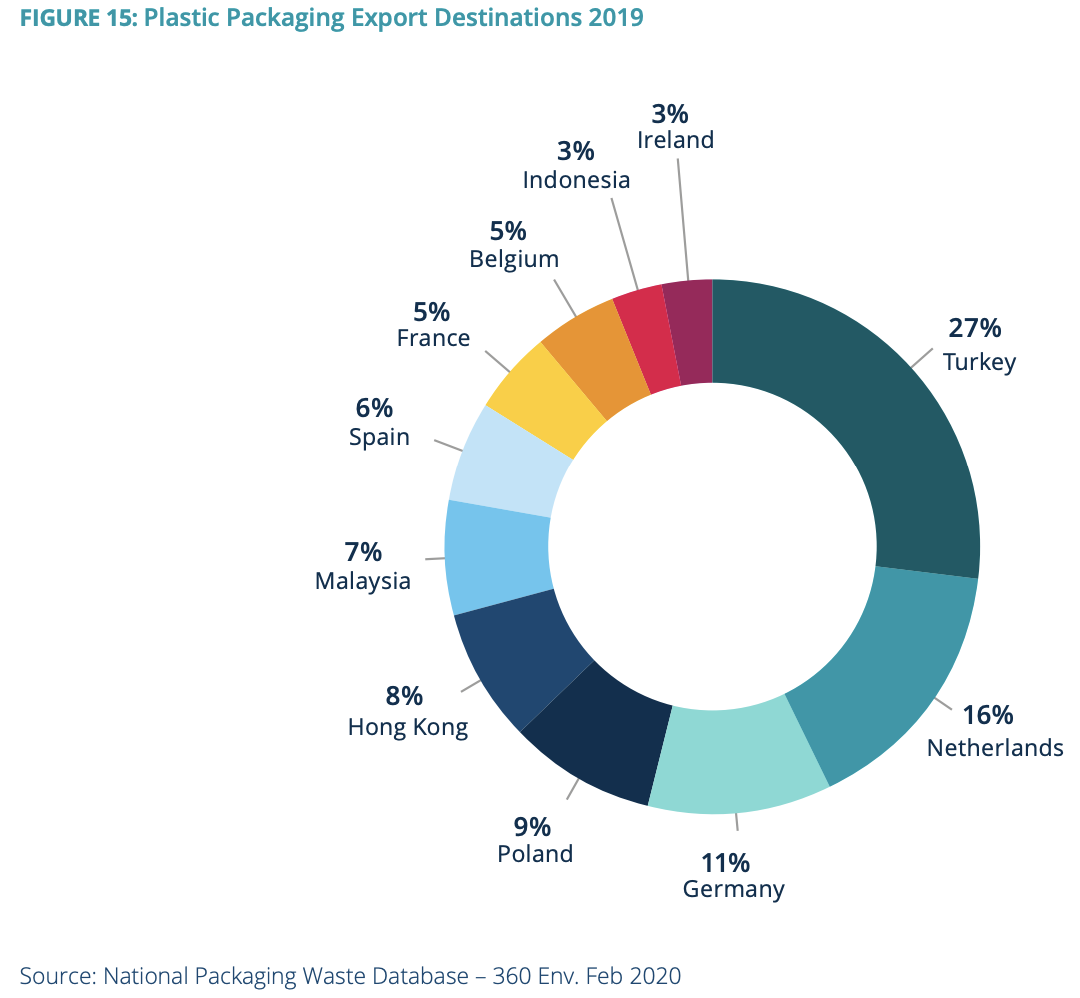 FIGURE 15: Plastic Packaging Export Destinations 2019
3%
Ireland
3%
Indonesia
5%
Belgium
5%
France
6%
Spain
7%
Malaysia
8%
Hong Kong
9%
Poland
11%
Germany
16%
Netherlands
27%
Turkey
Source: National Packaging Waste Database – 360 Env. Feb 2020